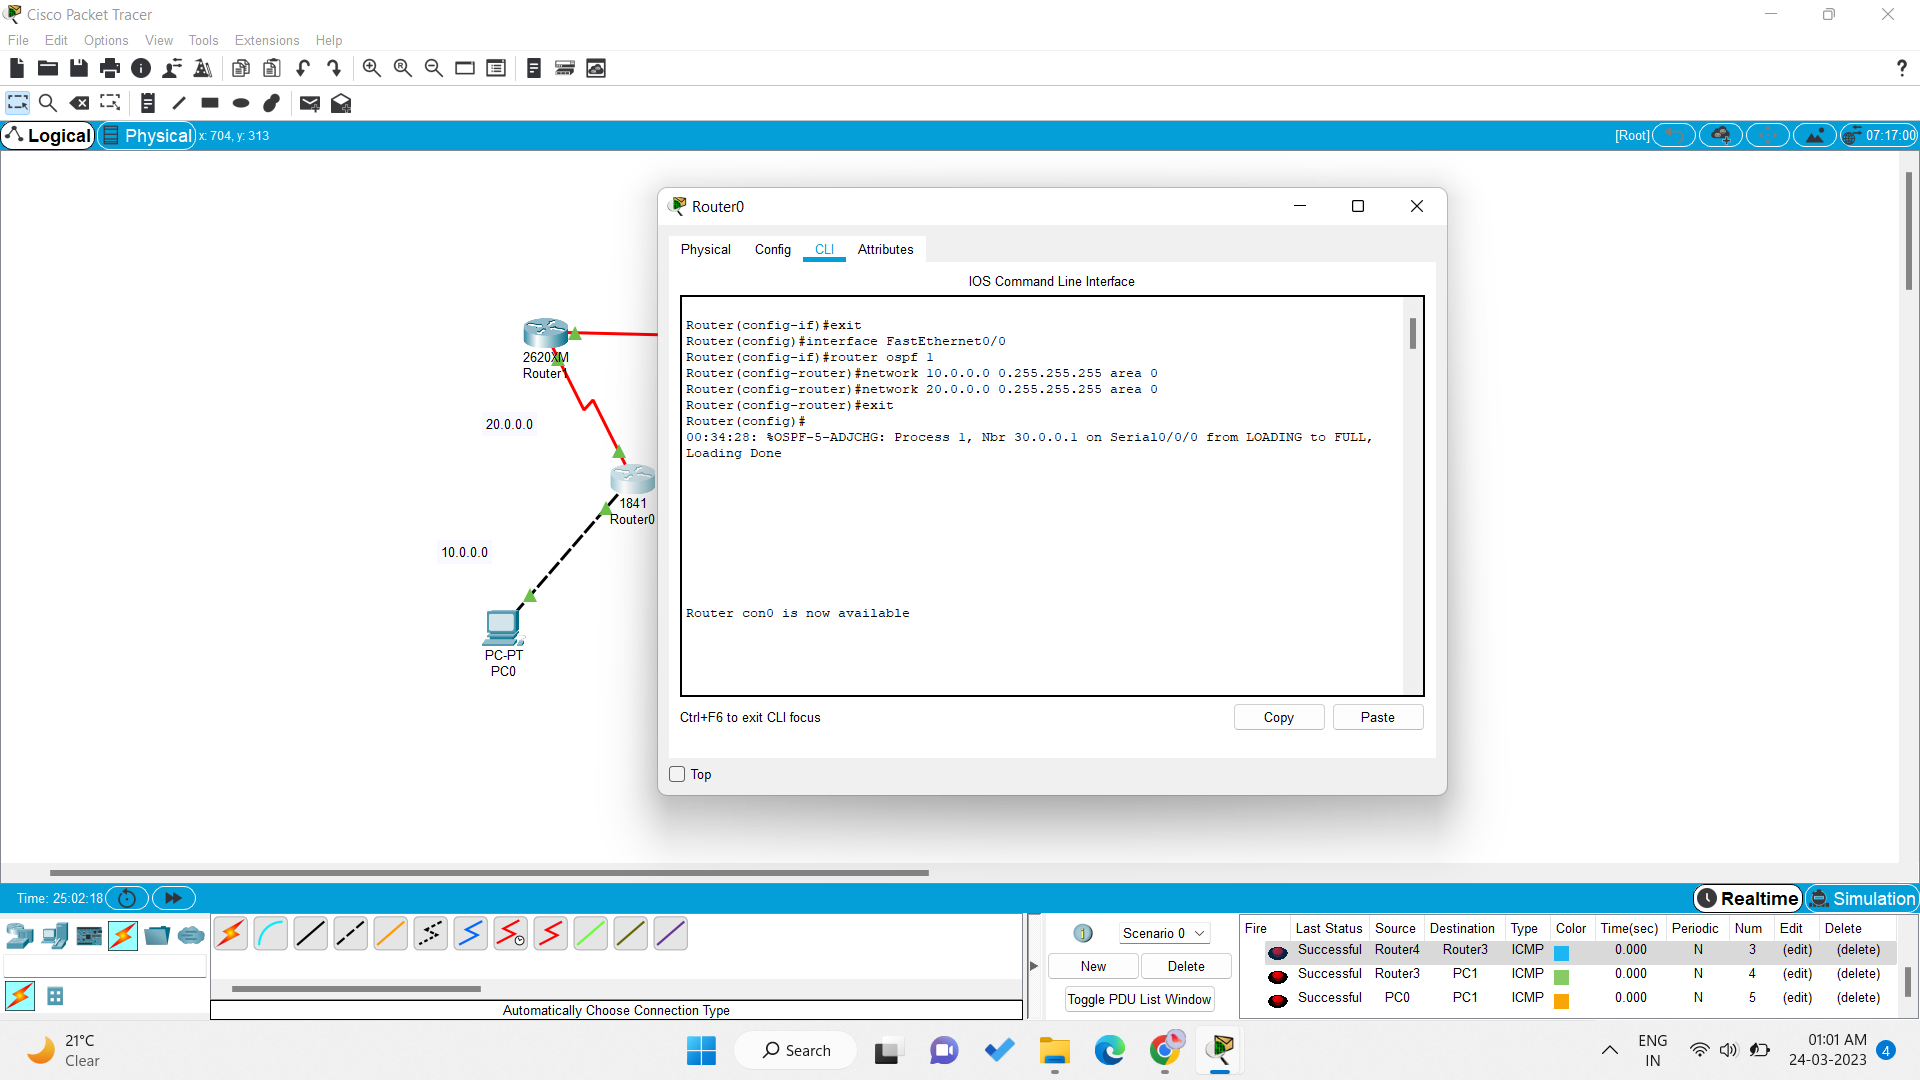 Cisco Packet Tracer
File Edit Options View Tools Extensions Help
?
Logical Physical x: 704, y: 313 [Root] 07:17:00
Router0
Physical Config CLI Attributes
IOS Command Line Interface
Router(config-if)#exit
Router(config)#interface FastEthernet0/0
Router(config-if)#router ospf 1
Router(config-router)#network 10.0.0.0 0.255.255.255 area 0
Router(config-router)#network 20.0.0.0 0.255.255.255 area 0
Router(config-router)#exit
Router(config)#
00:34:28: %OSPF-5-ADJCHG: Process 1, Nbr 30.0.0.1 on Serial0/0/0 from LOADING to FULL,
Loading Done
Router con0 is now available
Ctrl+F6 to exit CLI focus
Copy Paste
Top
2620XM
Router1
20.0.0.0
1841
Router0
10.0.0.0
PC-PT
PC0
Time: 25:02:18
Realtime Simulation
Automatically Choose Connection Type
1 Scenario 0
New Delete
Toggle PDU List Window
Fire Last Status Source Destination Type Color Time(sec) Periodic Num Edit Delete
Successful Router4 Router3 ICMP 0.000 N 3 (edit) (delete)
Successful Router3 PC1 ICMP 0.000 N 4 (edit) (delete)
Successful PC0 PC1 ICMP 0.000 N 5 (edit) (delete)
21°C
Clear
Search
ENG
IN
01:01 AM
24-03-2023
4